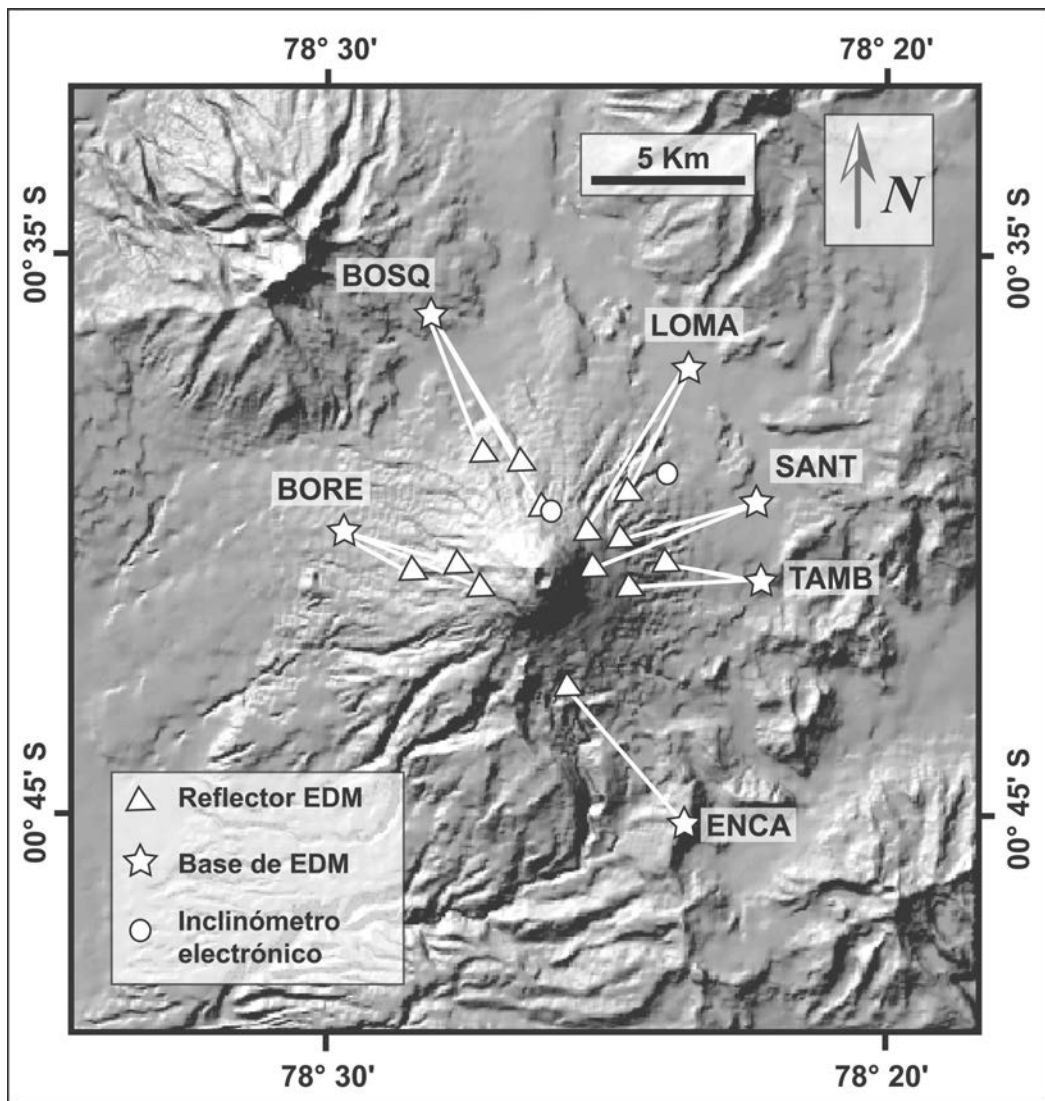 78° 30'
78° 20'
5 Km
N
00° 35' S
00° 35' S
BOSQ
LOMA
SANT
BORE
TAMB
Reflector EDM
ENCA
00° 45' S
00° 45' S
Base de EDM
Inclinómetro
electrónico
78° 30'
78° 20'